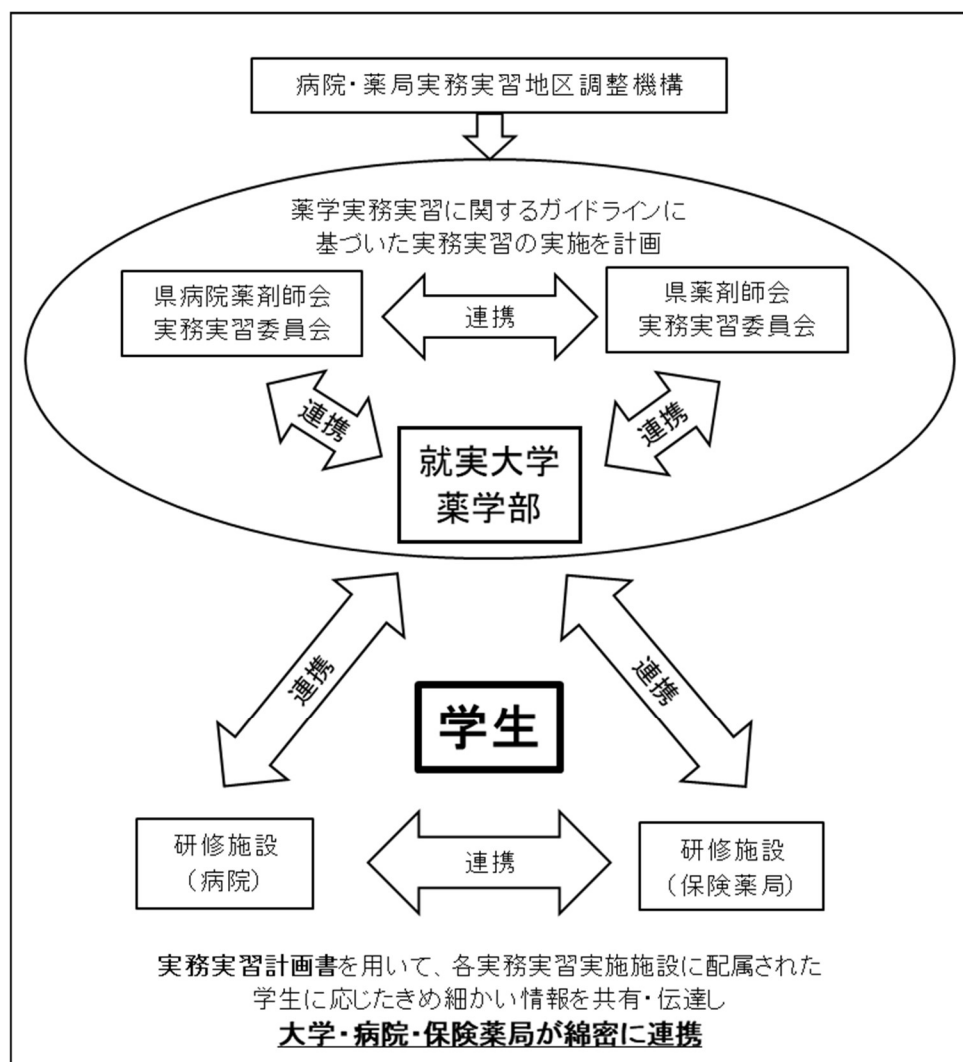 病院・薬局実務実習地区調整機構
薬学実務実習に関するガイドラインに
基づいた実務実習の実施を計画
県病院薬剤師会
実務実習委員会
連携
県薬剤師会
実務実習委員会
連携
連携
就実大学
薬学部
連携
連携
学生
研修施設
（病院）
連携
研修施設
（保険薬局）
実務実習計画書を用いて、各実務実習実施施設に配属された
学生に応じたきめ細かい情報を共有・伝達し
大学・病院・保険薬局が綿密に連携